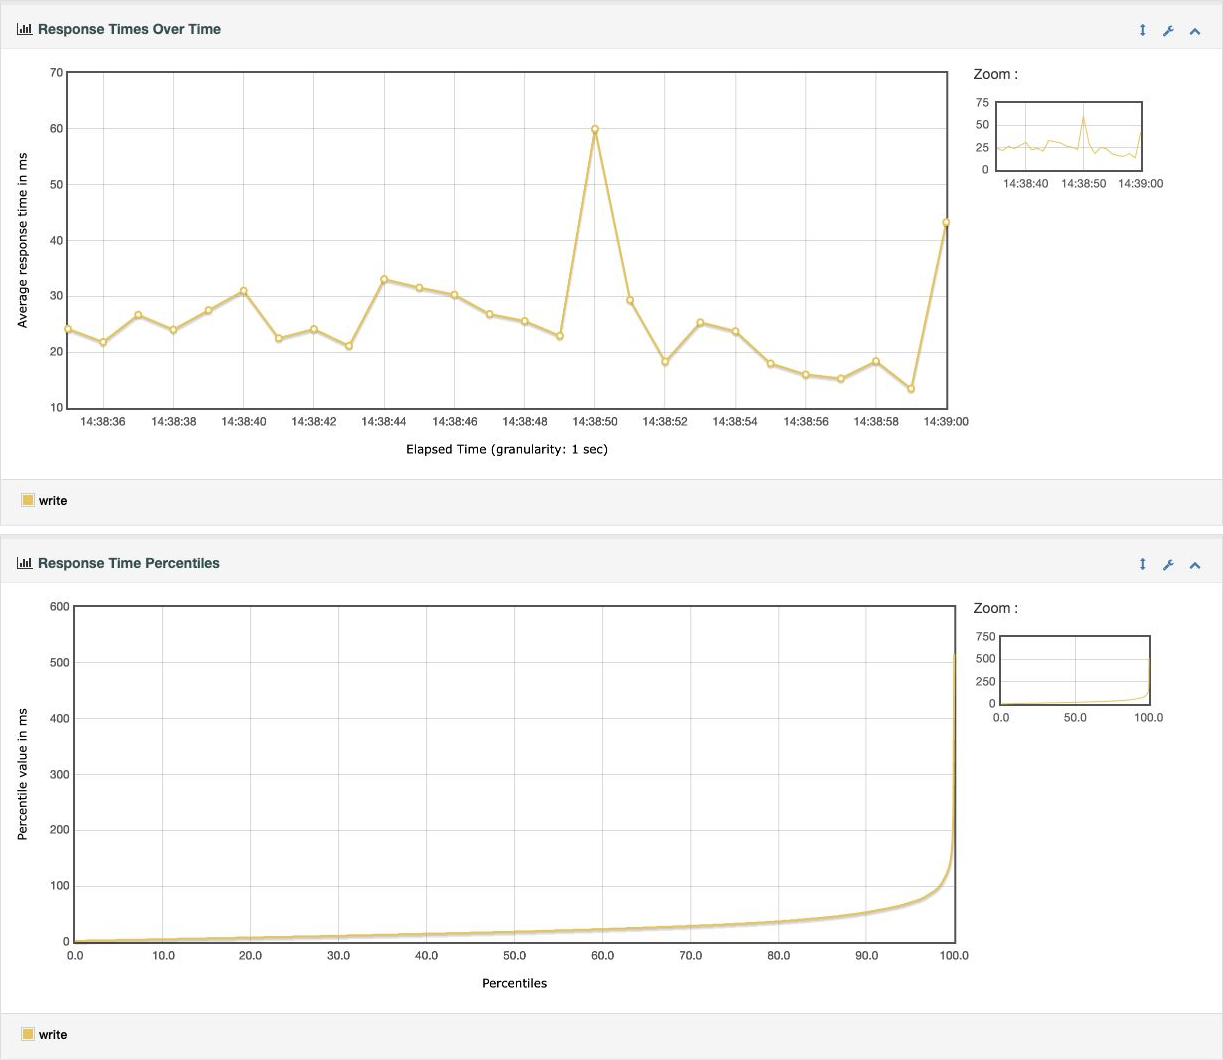 Response Times Over Time
Zoom :
70
60
50
40
30
20
10
Average response time in ms
14:38:36 14:38:38 14:38:40 14:38:42 14:38:44 14:38:46 14:38:48 14:38:50 14:38:52 14:38:54 14:38:56 14:38:58 14:39:00
Elapsed Time (granularity: 1 sec)
75
50
25
0
14:38:40 14:38:50 14:39:00
write
Response Time Percentiles
Zoom :
600
500
400
300
200
100
0
Percentile value in ms
0.0 10.0 20.0 30.0 40.0 50.0 60.0 70.0 80.0 90.0 100.0
Percentiles
750
500
250
0
0.0 50.0 100.0
write